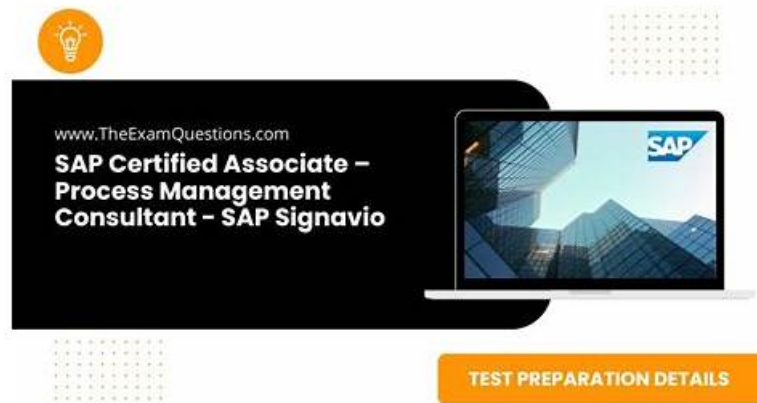 www.TheExamQuestions.com
SAP Certified Associate –
Process Management
Consultant - SAP Signavio
SAP
TEST PREPARATION DETAILS